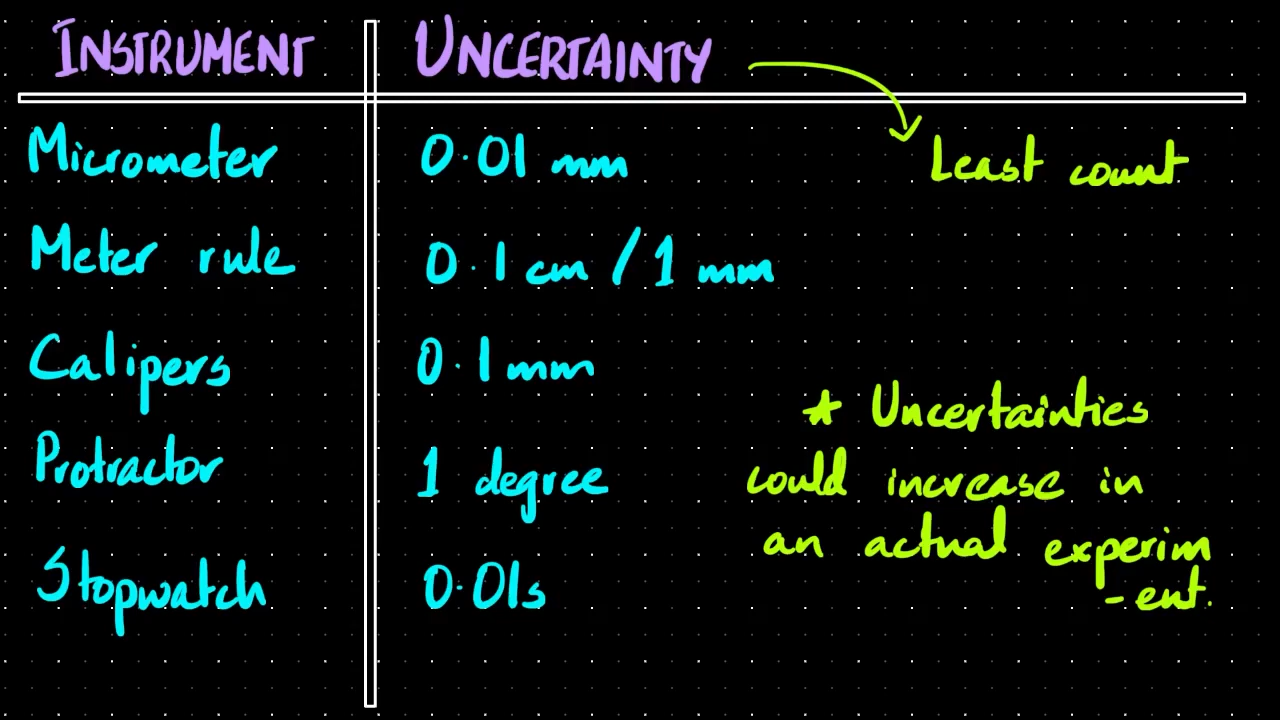 INSTRUMENT UNCERTAINTY
Micrometer 0.01 mm Least count
Meter rule 0.1 cm / 1 mm
Calipers 0.1 mm
* Uncertainties
Protractor 1 degree could increase in
an actual experim
Stopwatch 0.01s -ent.